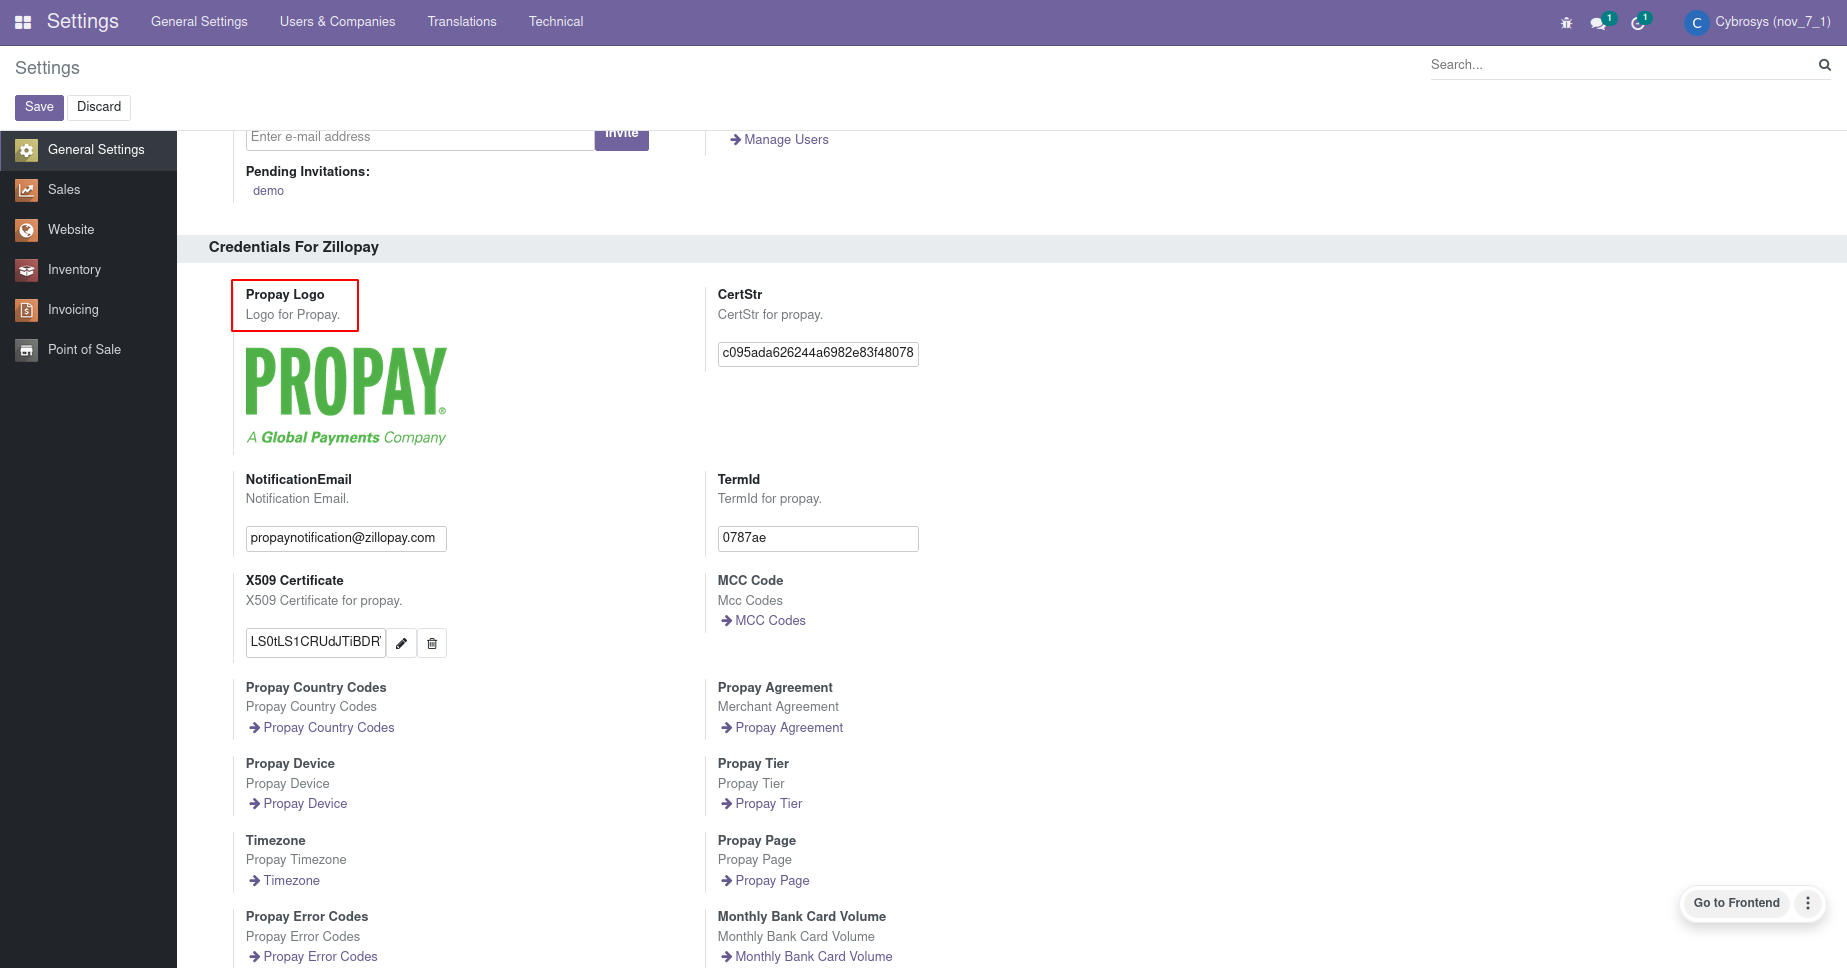 Settings
General Settings
Users & Companies
Translations
Technical
1
1
C
Cybrosys (nov_7_1)
Settings
Search...
Save
Discard
General Settings
Sales
Website
Inventory
Invoicing
Point of Sale
Enter e-mail address
Invite
Manage Users
Pending Invitations:
demo
Credentials For Zillopay
Propay Logo
Logo for Propay.
CertStr
CertStr for propay.
c095ada626244a6982e83f48078
PROPAY®
A Global Payments Company
NotificationEmail
Notification Email.
propaynotification@zillopay.com
TermId
TermId for propay.
0787ae
X509 Certificate
X509 Certificate for propay.
LS0tLS1CRUdJTiBDR
MCC Code
Mcc Codes
MCC Codes
Propay Country Codes
Propay Country Codes
Propay Country Codes
Propay Agreement
Merchant Agreement
Propay Agreement
Propay Device
Propay Device
Propay Device
Propay Tier
Propay Tier
Propay Tier
Timezone
Propay Timezone
Timezone
Propay Page
Propay Page
Propay Page
Propay Error Codes
Propay Error Codes
Propay Error Codes
Monthly Bank Card Volume
Monthly Bank Card Volume
Monthly Bank Card Volume
Go to Frontend